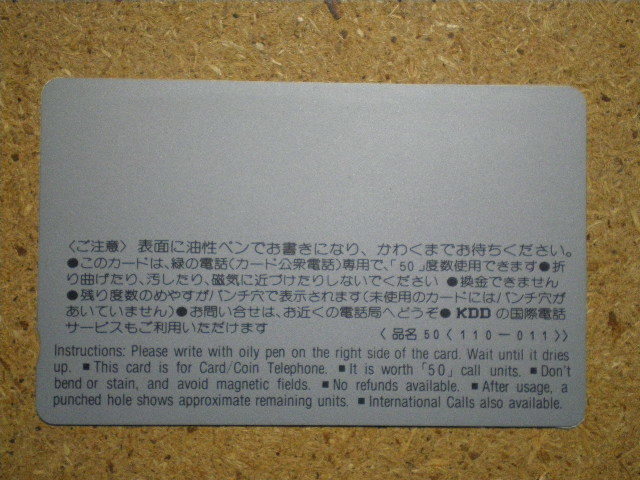 〈ご注意〉表面に油性ペンでお書きになり、かわくまでお待ちください。
●このカードは、緑の電話(カード公衆電話)専用で、「50」度数使用できます●折
り曲げたり、汚したり、磁気に近づけたりしないでください ●換金できません
●残り度数のめやすがパンチ穴で表示されます(未使用のカードにはパンチ穴が
あいていません)●お問い合せは、お近くの電話局へどうぞ● KDD の国際電話
サービスもご利用いただけます
〈品名 50〈110-011〉〉
Instructions: Please write with oily pen on the right side of the card. Wait until it dries
up. ■ This card is for Card/Coin Telephone. ■ It is worth「50」call units. ■ Don't
bend or stain, and avoid magnetic fields. ■ No refunds available. ■ After usage, a
punched hole shows approximate remaining units. ■ International Calls also available.